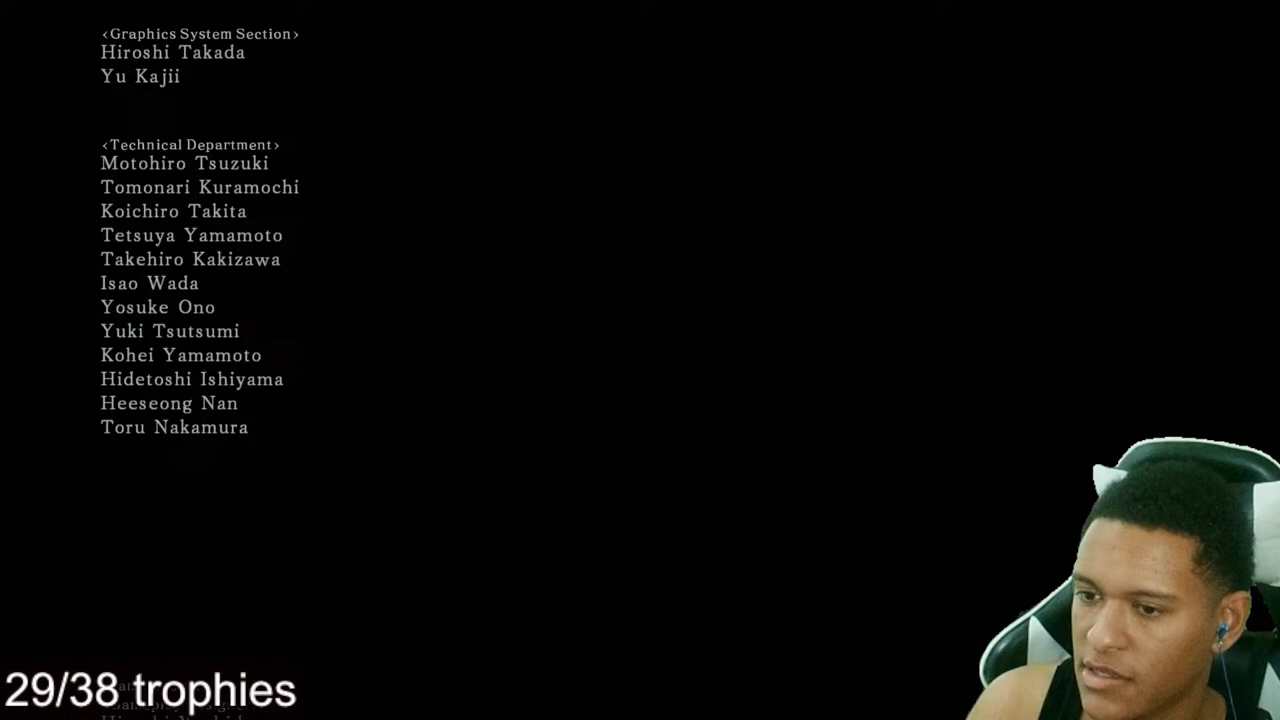 <Graphics System Section>
Hiroshi Takada
Yu Kajii
<Technical Department>
Motohiro Tsuzuki
Tomonari Kuramochi
Koichiro Takita
Tetsuya Yamamoto
Takehiro Kakizawa
Isao Wada
Yosuke Ono
Yuki Tsutsumi
Kohei Yamamoto
Hidetoshi Ishiyama
Heeseong Nan
Toru Nakamura
29/38 trophies